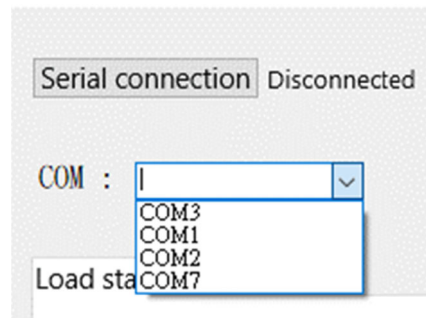 Serial connection Disconnected
COM :
COM3
COM1
COM2
Load sta COM7